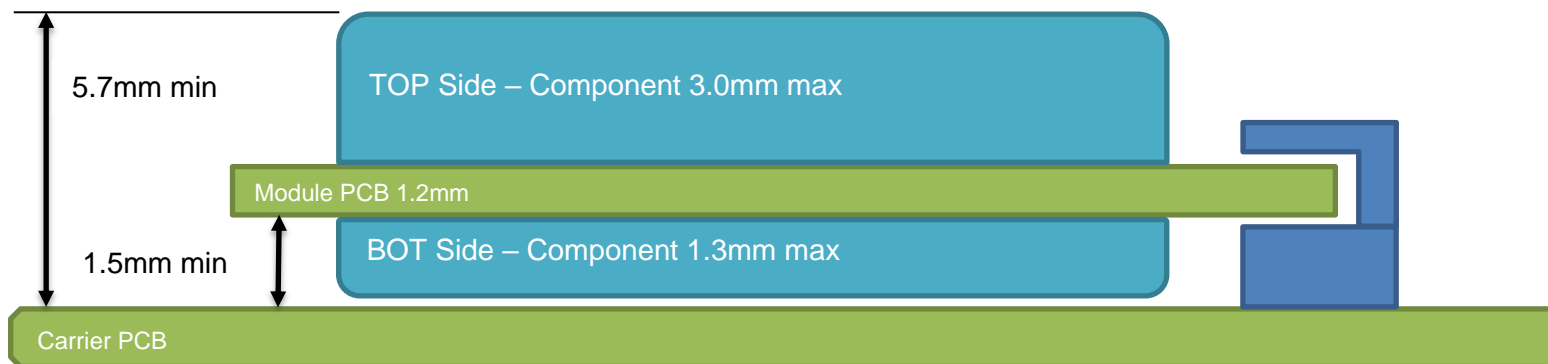 5.7mm min
TOP Side – Component 3.0mm max
Module PCB 1.2mm
1.5mm min
BOT Side – Component 1.3mm max
Carrier PCB